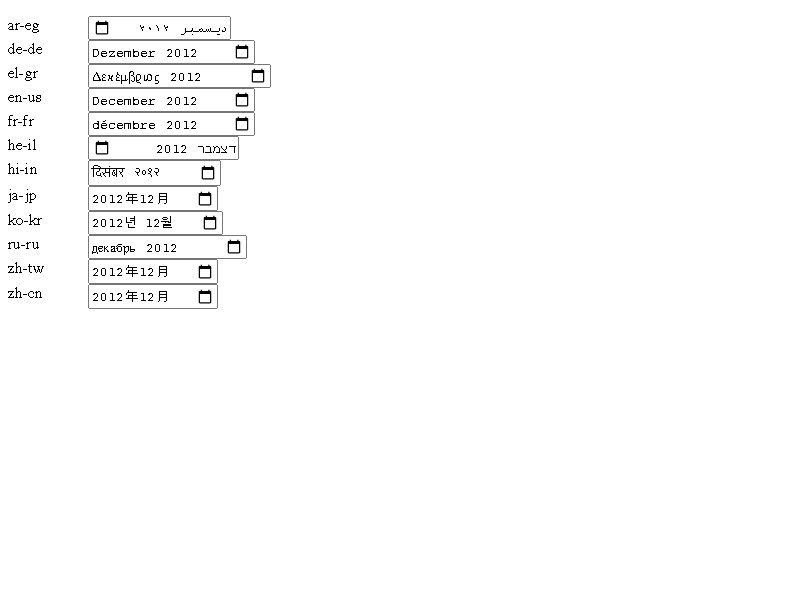 ar-eg ديسمبر ٢٠١٢
de-de Dezember 2012
el-gr Δεκέμβριος 2012
en-us December 2012
fr-fr décembre 2012
he-il דצמבר 2012
hi-in दिसंबर २०१२
ja-jp 2012年12月
ko-kr 2012년 12월
ru-ru декабрь 2012
zh-tw 2012年12月
zh-cn 2012年12月